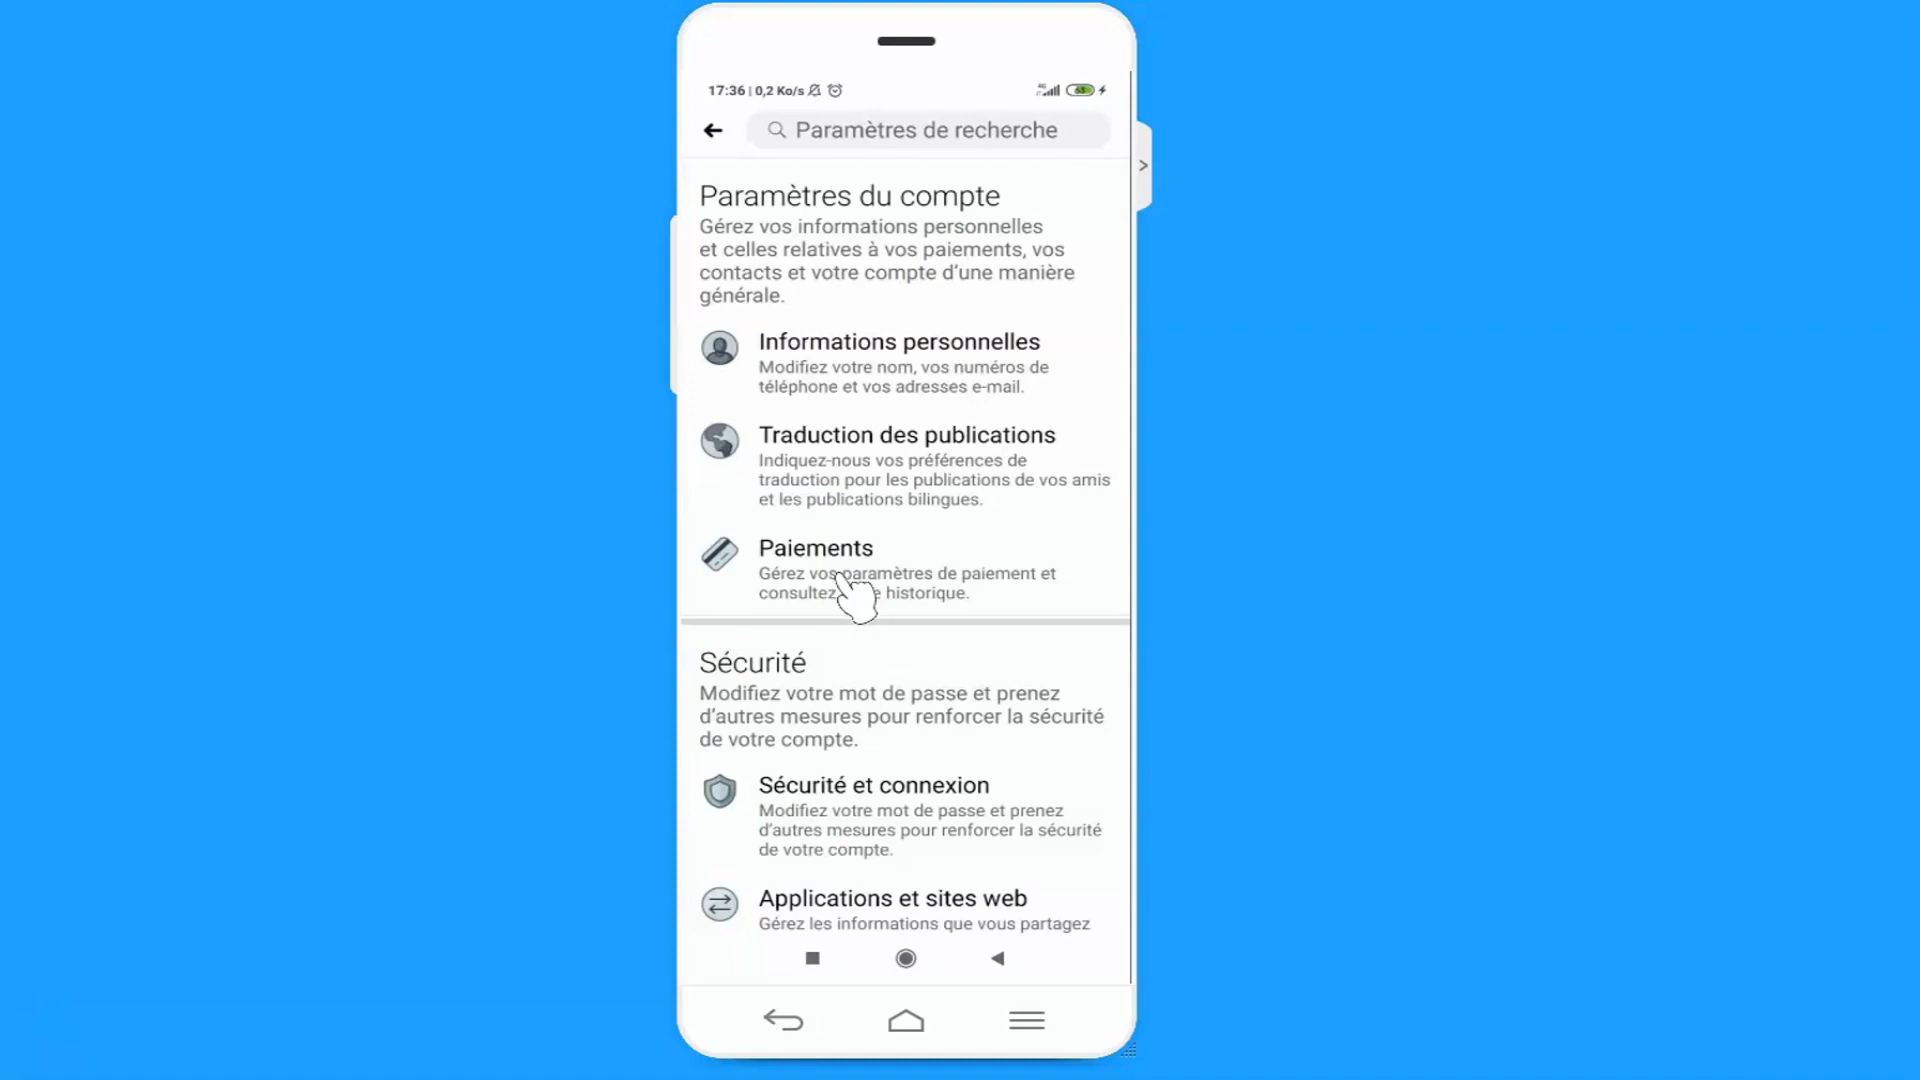 17:36 | 0,2 Ko/s
Paramètres de recherche
Paramètres du compte
Gérez vos informations personnelles
et celles relatives à vos paiements, vos
contacts et votre compte d'une manière
générale.
Informations personnelles
Modifiez votre nom, vos numéros de
téléphone et vos adresses e-mail.
Traduction des publications
Indiquez-nous vos préférences de
traduction pour les publications de vos amis
et les publications bilingues.
Paiements
Gérez vos paramètres de paiement et
consultez historique.
Sécurité
Modifiez votre mot de passe et prenez
d'autres mesures pour renforcer la sécurité
de votre compte.
Sécurité et connexion
Modifiez votre mot de passe et prenez
d'autres mesures pour renforcer la sécurité
de votre compte.
Applications et sites web
Gérez les informations que vous partagez